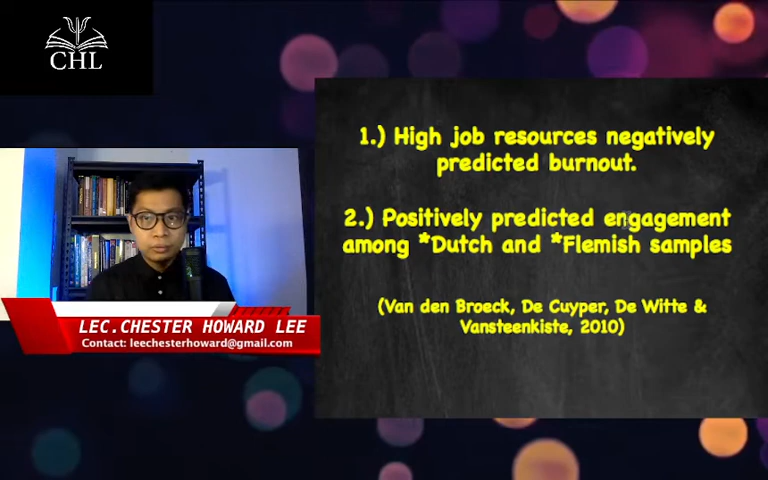 CHL
1.) High job resources negatively
predicted burnout.
2.) Positively predicted engagement
among *Dutch and *Flemish samples
(Van den Broeck, De Cuyper, De Witte &
Vansteenkiste, 2010)
LEC.CHESTER HOWARD LEE
Contact: leechesterhoward@gmail.com